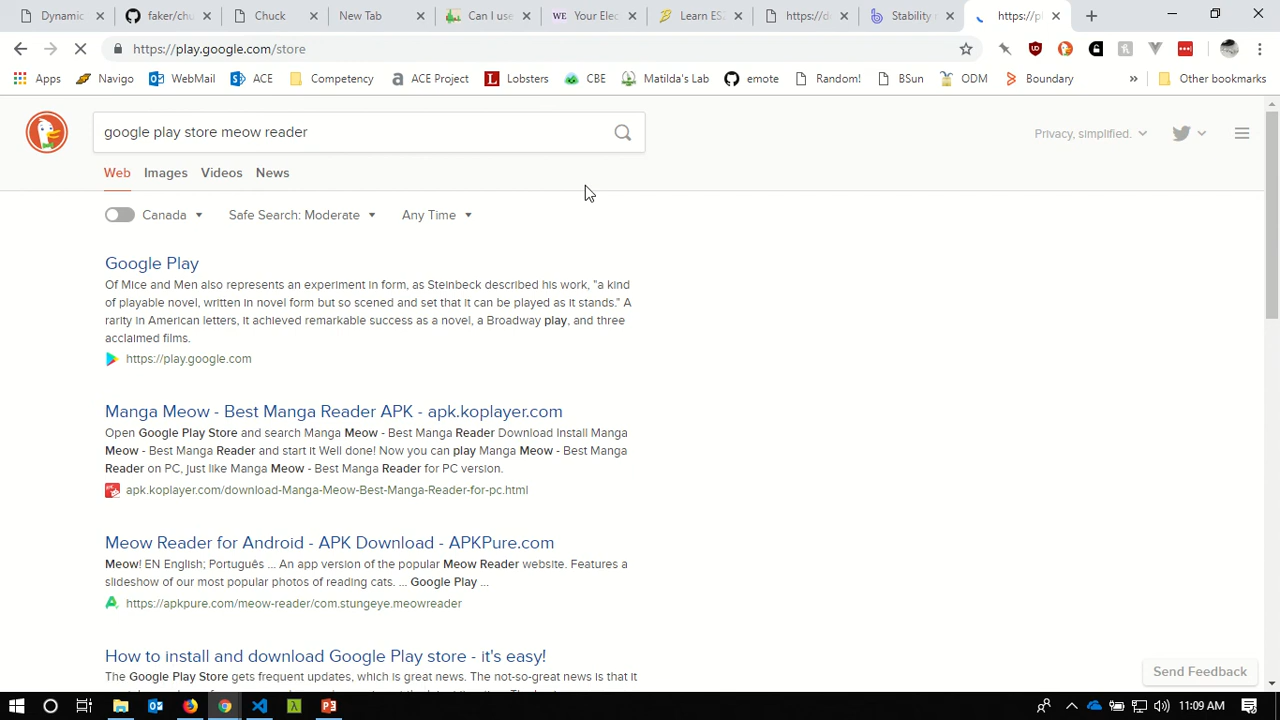 Dynamic
faker/chu
Chuck
New Tab
Can I use
Your Elec
Learn ES2
https://d
Stability
https://pl
https://play.google.com/store
Apps
Navigo
WebMail
ACE
Competency
ACE Project
Lobsters
CBE
Matilda's Lab
emote
Random!
BSun
ODM
Boundary
»
Other bookmarks
google play store meow reader
Privacy, simplified.
Web Images Videos News
Canada Safe Search: Moderate Any Time
Google Play
Of Mice and Men also represents an experiment in form, as Steinbeck described his work, "a kind
of playable novel, written in novel form but so scened and set that it can be played as it stands." A
rarity in American letters, it achieved remarkable success as a novel, a Broadway play, and three
acclaimed films.
https://play.google.com
Manga Meow - Best Manga Reader APK - apk.koplayer.com
Open Google Play Store and search Manga Meow - Best Manga Reader Download Install Manga
Meow - Best Manga Reader and start it Well done! Now you can play Manga Meow - Best Manga
Reader on PC, just like Manga Meow - Best Manga Reader for PC version.
apk.koplayer.com/download-Manga-Meow-Best-Manga-Reader-for-pc.html
Meow Reader for Android - APK Download - APKPure.com
Meow! EN English; Português ... An app version of the popular Meow Reader website. Features a
slideshow of our most popular photos of reading cats. ... Google Play ...
https://apkpure.com/meow-reader/com.stungeye.meowreader
How to install and download Google Play store - it's easy!
The Google Play Store gets frequent updates, which is great news. The not-so-great news is that it
Send Feedback
11:09 AM